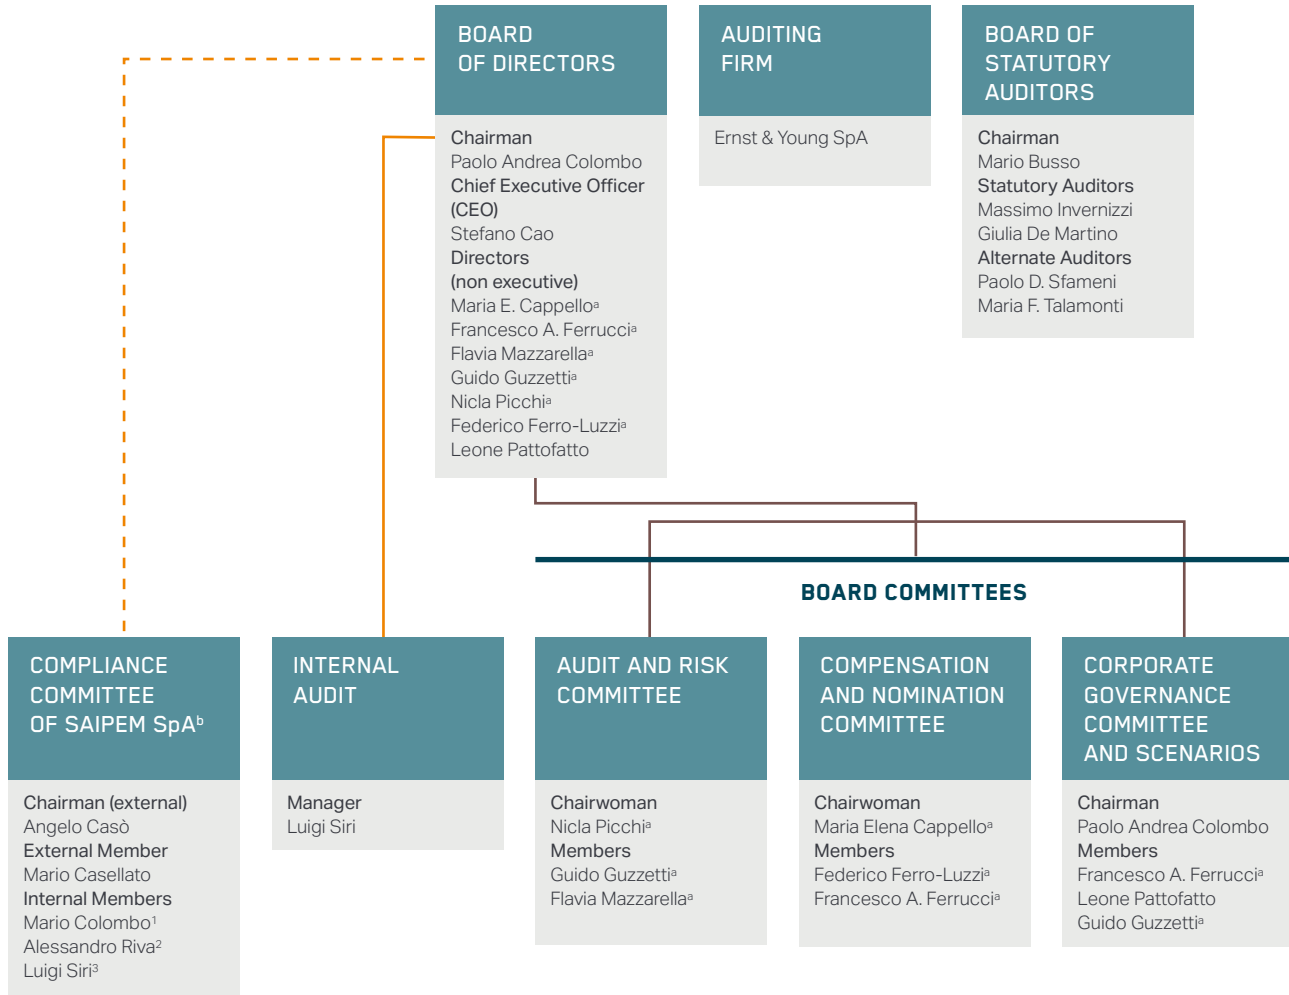 BOARD
OF DIRECTORS
Chairman
Paolo Andrea Colombo
Chief Executive Officer
(CEO)
Stefano Cao
Directors
(non executive)
Maria E. Cappelloᵃ
Francesco A. Ferrucciᵃ
Flavia Mazzarellaᵃ
Guido Guzzettiᵃ
Nicla Picchiᵃ
Federico Ferro-Luzziᵃ
Leone Pattofatto
AUDITING
FIRM
Ernst & Young SpA
BOARD OF
STATUTORY
AUDITORS
Chairman
Mario Busso
Statutory Auditors
Massimo Invernizzi
Giulia De Martino
Alternate Auditors
Paolo D. Sfameni
Maria F. Talamonti
BOARD COMMITTEES
COMPLIANCE
COMMITTEE
OF SAIPEM SpAᵇ
Chairman (external)
Angelo Casò
External Member
Mario Casellato
Internal Members
Mario Colombo¹
Alessandro Riva²
Luigi Siri³
INTERNAL
AUDIT
Manager
Luigi Siri
AUDIT AND RISK
COMMITTEE
Chairwoman
Nicla Picchiᵃ
Members
Guido Guzzettiᵃ
Flavia Mazzarellaᵃ
COMPENSATION
AND NOMINATION
COMMITTEE
Chairwoman
Maria Elena Cappelloᵃ
Members
Federico Ferro-Luzziᵃ
Francesco A. Ferrucciᵃ
CORPORATE
GOVERNANCE
COMMITTEE
AND SCENARIOS
Chairman
Paolo Andrea Colombo
Members
Francesco A. Ferrucciᵃ
Leone Pattofatto
Guido Guzzettiᵃ